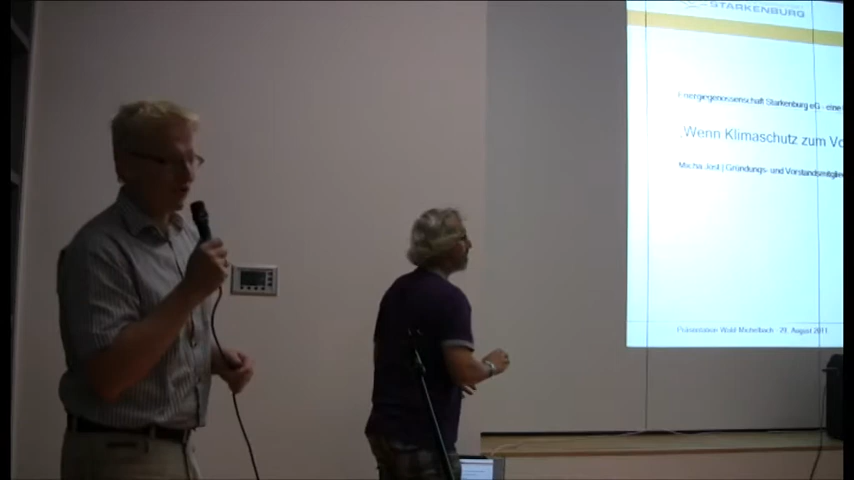 STARKENBURG
Energiegenossenschaft Starkenburg eG - eine
„Wenn Klimaschutz zum Vo
Micha Jost | Gründungs- und Vorstandsmitglie
Präsentation Wald-Michelbach - 29. August 2011